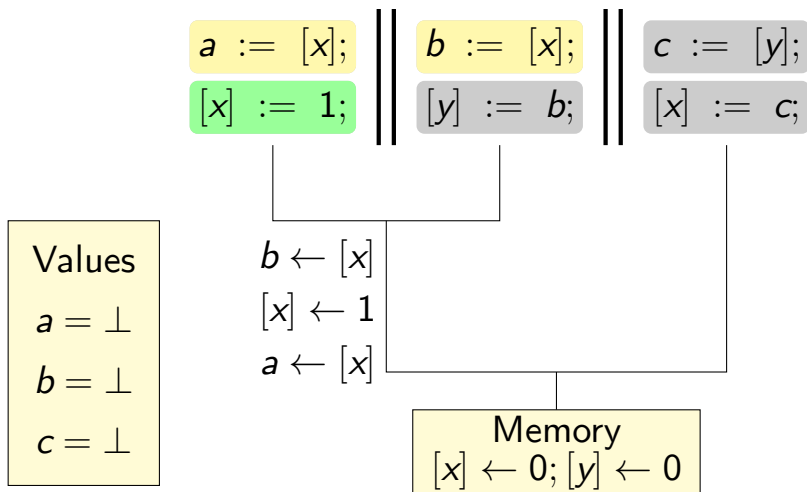 a := [x]; || b := [x]; || c := [y];
[x] := 1; || [y] := b; || [x] := c;
b ← [x]
[x] ← 1
a ← [x]
Values
a = ⊥
b = ⊥
c = ⊥
Memory
[x] ← 0; [y] ← 0